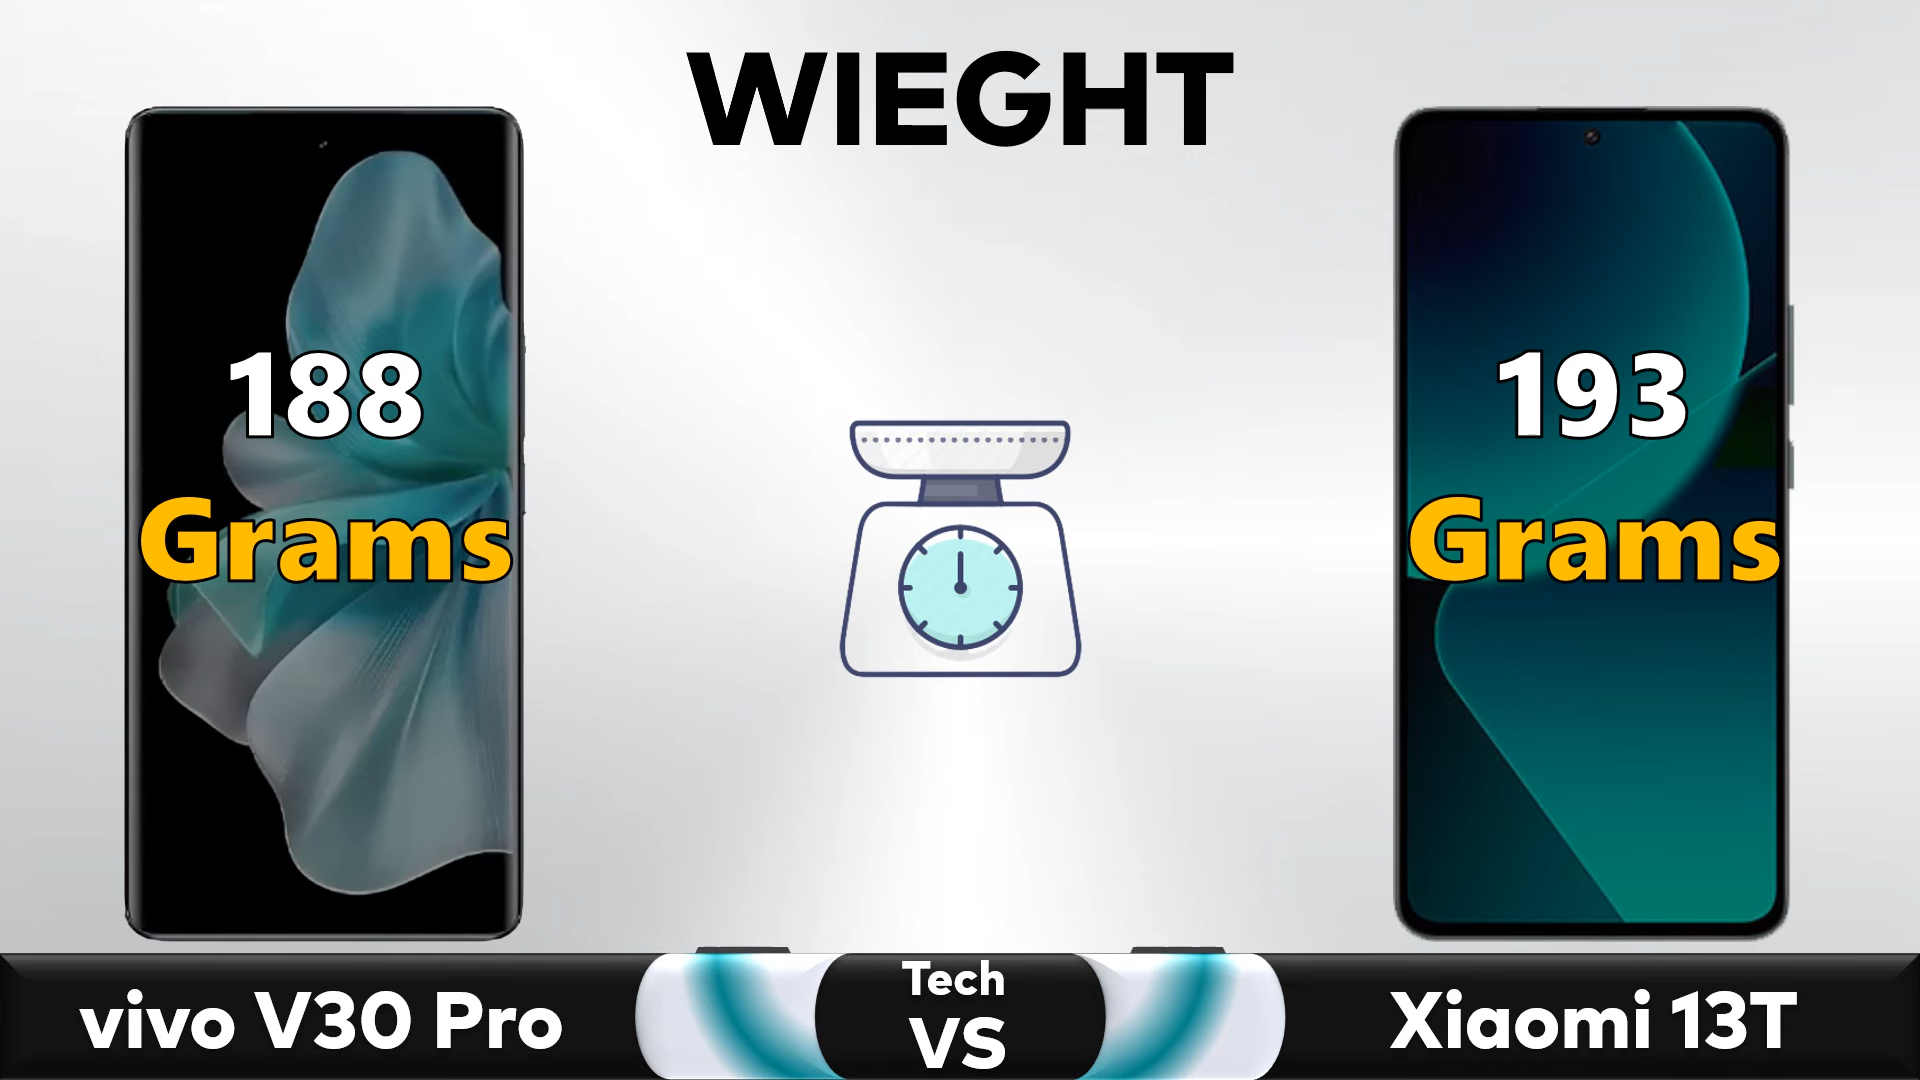 WIEGHT
188
Grams
193
Grams
vivo V30 Pro
Tech
VS
Xiaomi 13T